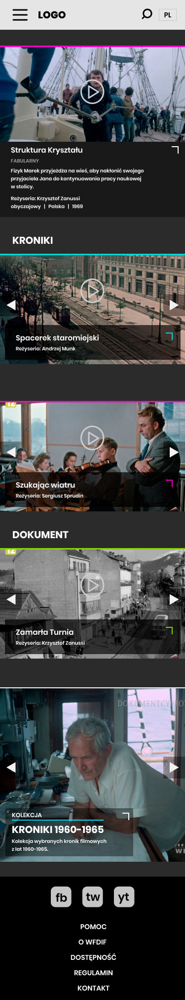 LOGO
PL
Struktura Kryształu
FABULARNY
Fizyk Marek przyjeżdża na wieś, aby nakłonić swojego
przyjaciela Jana do kontynuowania pracy naukowej
w stolicy.
Reżyseria: Krzysztof Zanussi
obyczajowy | Polska | 1969
KRONIKI
Spacerek staromiejski
Reżyseria: Andrzej Munk
12
Szukając wiatru
Reżyseria: Sergiusz Sprudin
DOKUMENT
12
Zamarła Turnia
Reżyseria: Krzysztof Zanussi
KOLEKCJA
KRONIKI 1960-1965
Kolekcja wybranych kronik filmowych
z lat 1960-1965.
fb tw yt
POMOC
O WFDIF
DOSTĘPNOŚĆ
REGULAMIN
KONTAKT